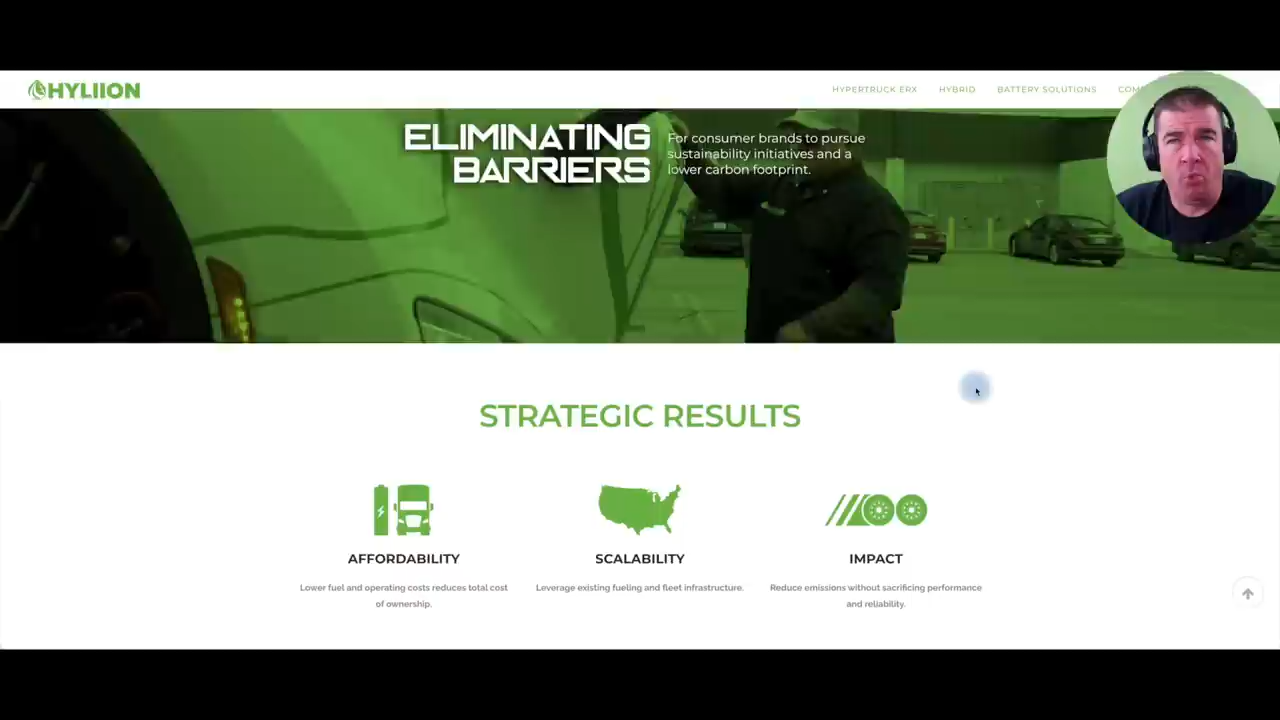 HYLIION
HYPERTRUCK ERX
HYBRID
BATTERY SOLUTIONS
ELIMINATING
BARRIERS
For consumer brands to pursue
sustainability initiatives and a
lower carbon footprint.
STRATEGIC RESULTS
AFFORDABILITY
Lower fuel and operating costs reduces total cost
of ownership.
SCALABILITY
Leverage existing fueling and fleet infrastructure.
IMPACT
Reduce emissions without sacrificing performance
and reliability.